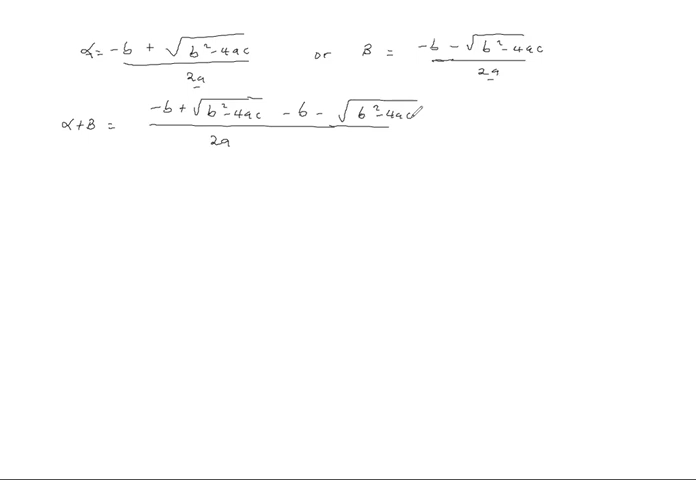 α = -b + √(b²-4ac) / 2a or β = -b - √(b²-4ac) / 2a
α+β = -b + √(b²-4ac) - b - √(b²-4ac) / 2a